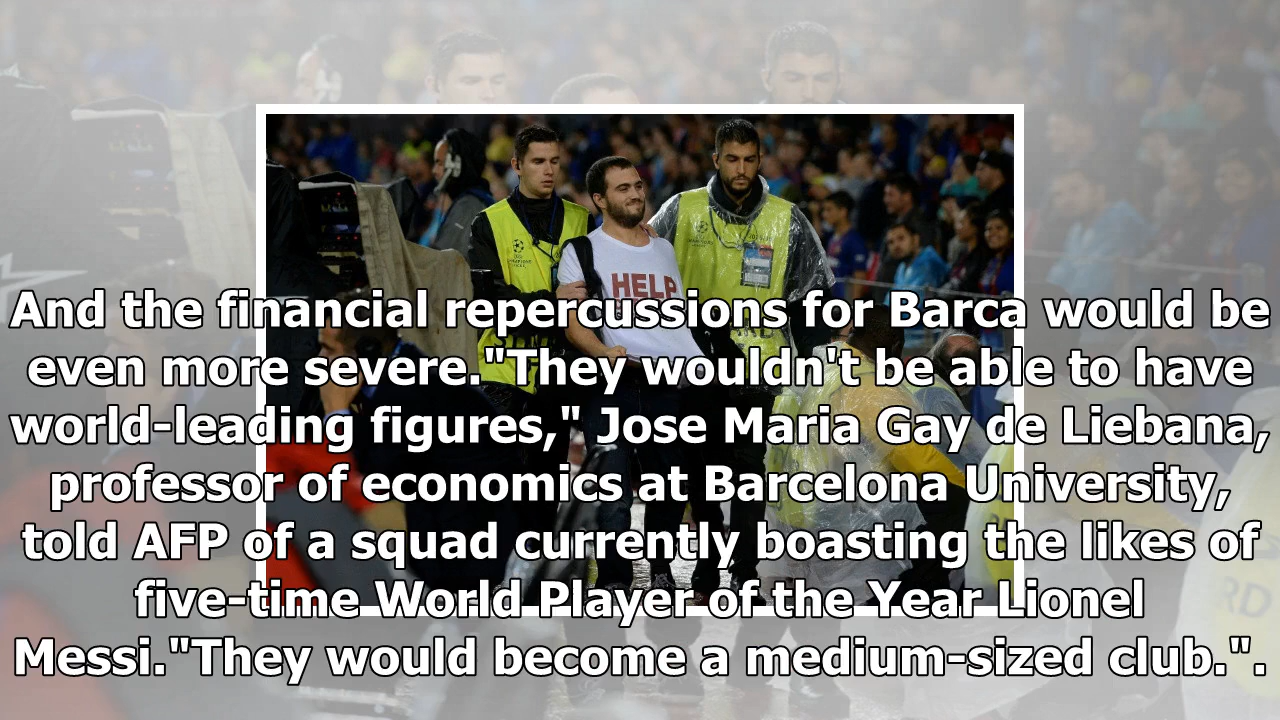 HELP
And the financial repercussions for Barca would be
even more severe."They wouldn't be able to have
world-leading figures," Jose Maria Gay de Liebana,
professor of economics at Barcelona University,
told AFP of a squad currently boasting the likes of
five-time World Player of the Year Lionel
Messi."They would become a medium-sized club.".